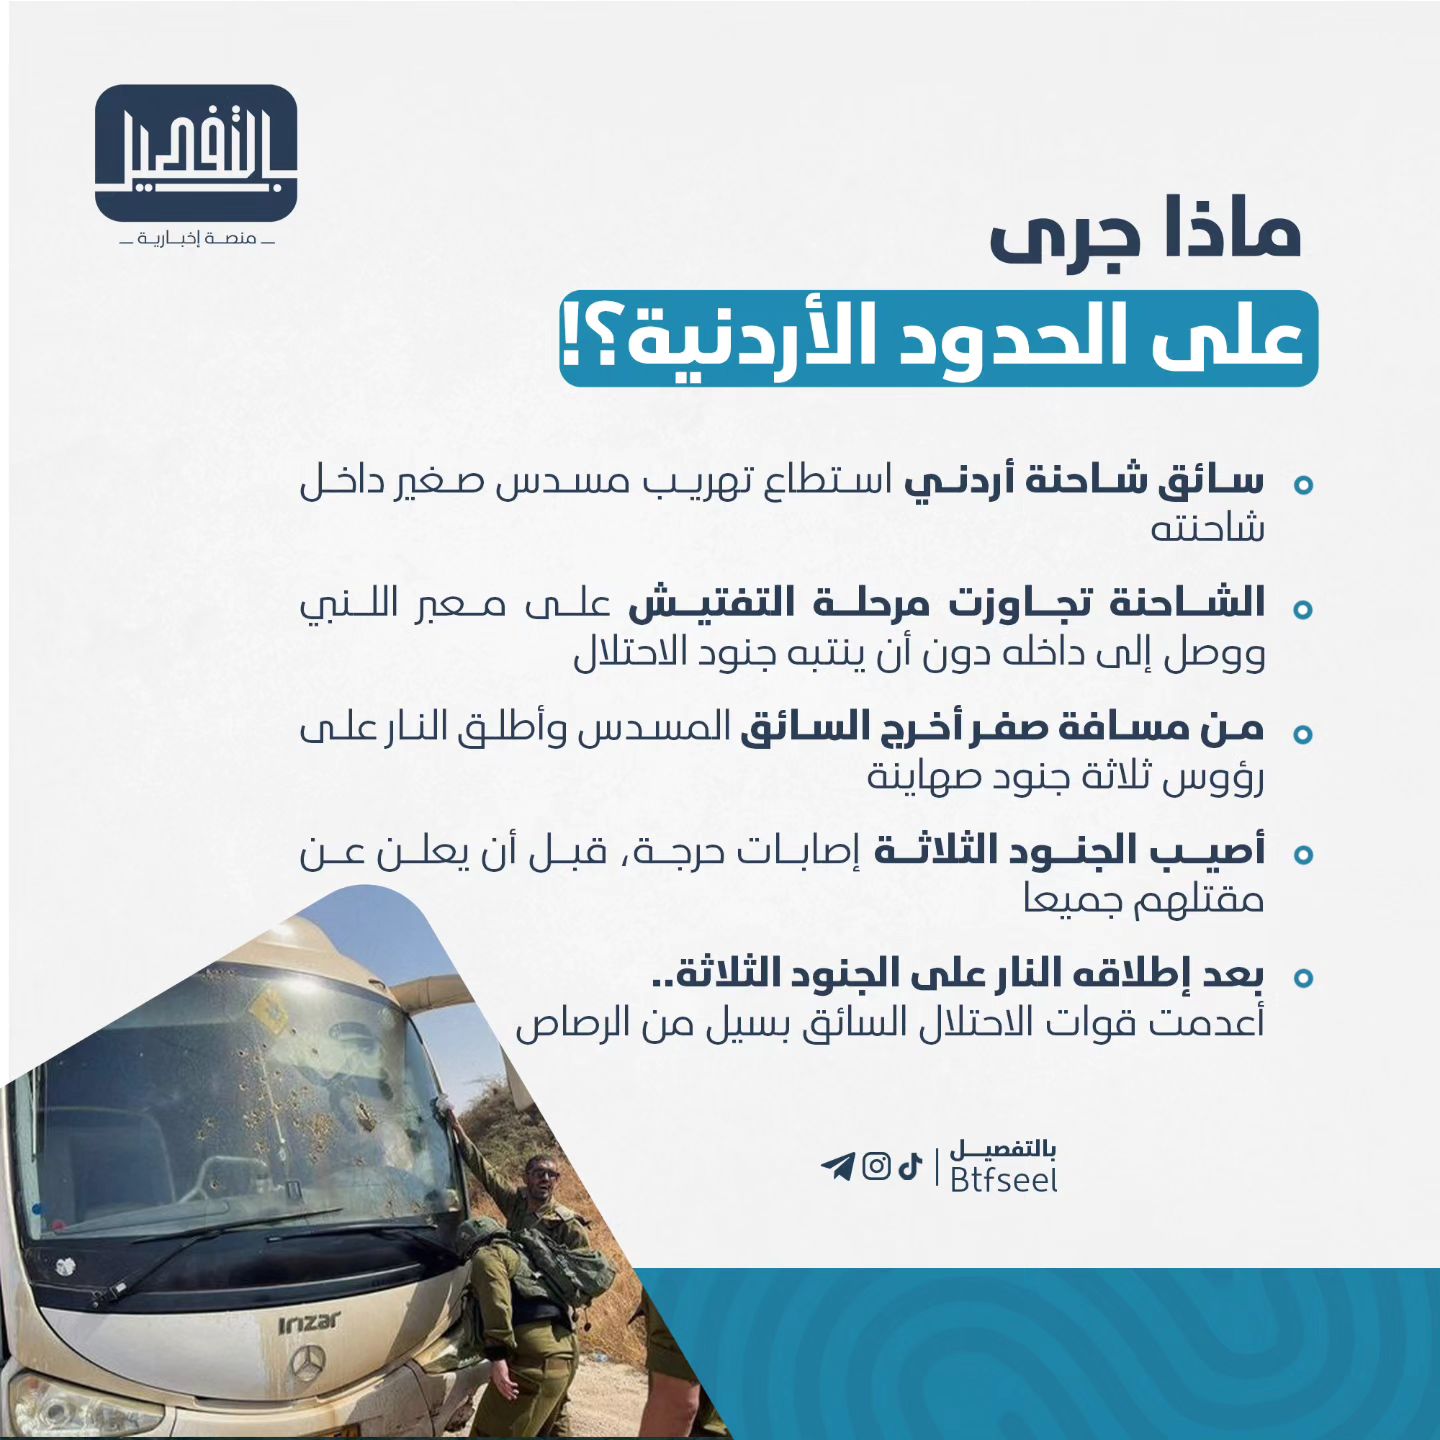 بالتفصيل
منصة إخبارية
ماذا جرى
على الحدود الأردنية؟!
سائق شاحنة أردني استطاع تهريب مسدس صغير داخل
شاحنته
الشاحنة تجاوزت مرحلة التفتيش على معبر اللنبي
ووصل إلى داخله دون أن ينتبه جنود الاحتلال
من مسافة صفر أخرج السائق المسدس وأطلق النار على
رؤوس ثلاثة جنود صهاينة
أصيب الجنود الثلاثة إصابات حرجة، قبل أن يعلن عن
مقتلهم جميعا
بعد إطلاقه النار على الجنود الثلاثة..
أعدمت قوات الاحتلال السائق بسيل من الرصاص
بالتفصيل
Btfseel
Irizar